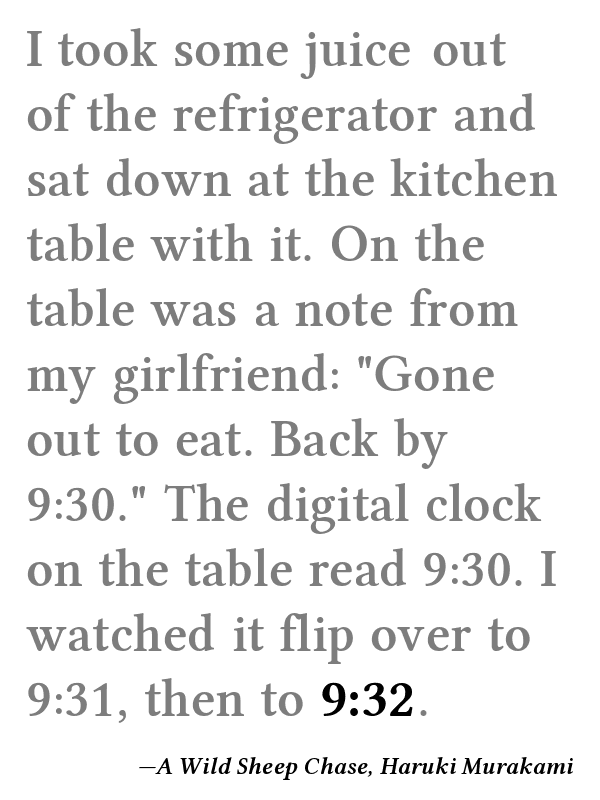 I took some juice out
of the refrigerator and
sat down at the kitchen
table with it. On the
table was a note from
my girlfriend: "Gone
out to eat. Back by
9:30." The digital clock
on the table read 9:30. I
watched it flip over to
9:31, then to 9:32.
—A Wild Sheep Chase, Haruki Murakami